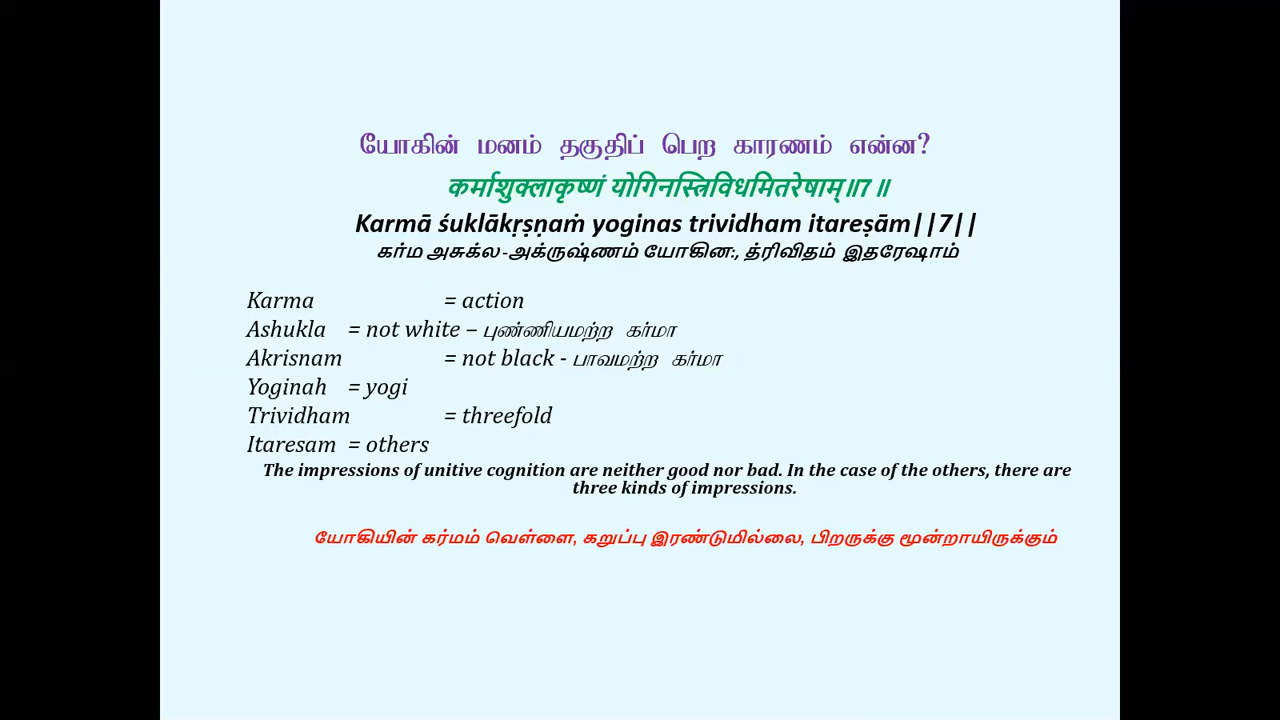 யோகின் மனம் தகுதிப் பெற காரணம் என்ன?
कर्माशुक्लाकृष्णं योगिनस्त्रिविधमितरेषाम्॥7॥
Karmā śuklākṛṣṇaṁ yoginas trividham itareṣām||7||
கர்ம அசுக்ல -அக்ருஷ்ணம் யோகின:, த்ரிவிதம் இதரேஷாம்
Karma = action
Ashukla = not white – புண்ணியமற்ற கர்மா
Akrisnam = not black - பாவமற்ற கர்மா
Yoginah = yogi
Trividham = threefold
Itaresam = others
The impressions of unitive cognition are neither good nor bad. In the case of the others, there are
three kinds of impressions.
யோகியின் கர்மம் வெள்ளை, கறுப்பு இரண்டுமில்லை, பிறருக்கு மூன்றாயிருக்கும்